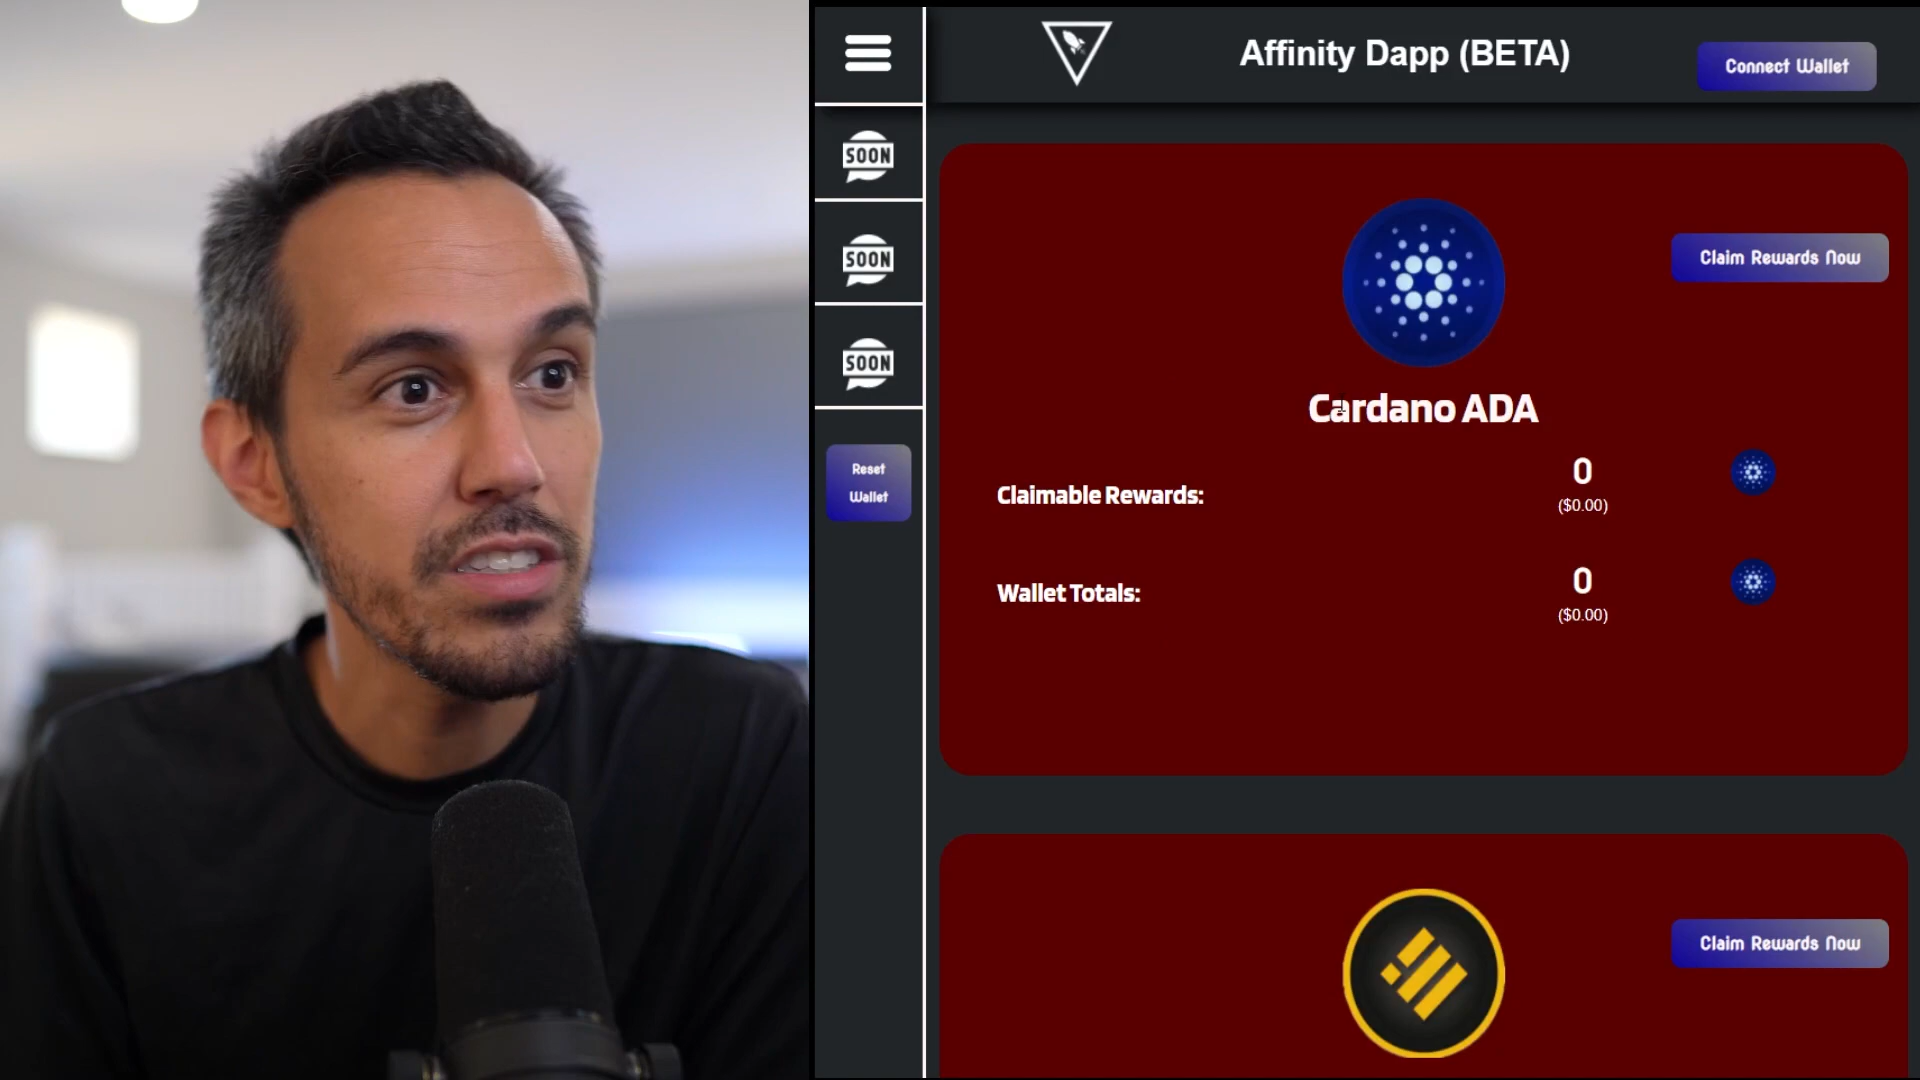 Affinity Dapp (BETA)
Connect Wallet
SOON
SOON
SOON
Reset
Wallet
Claim Rewards Now
Cardano ADA
Claimable Rewards:
0
($0.00)
Wallet Totals:
0
($0.00)
Claim Rewards Now